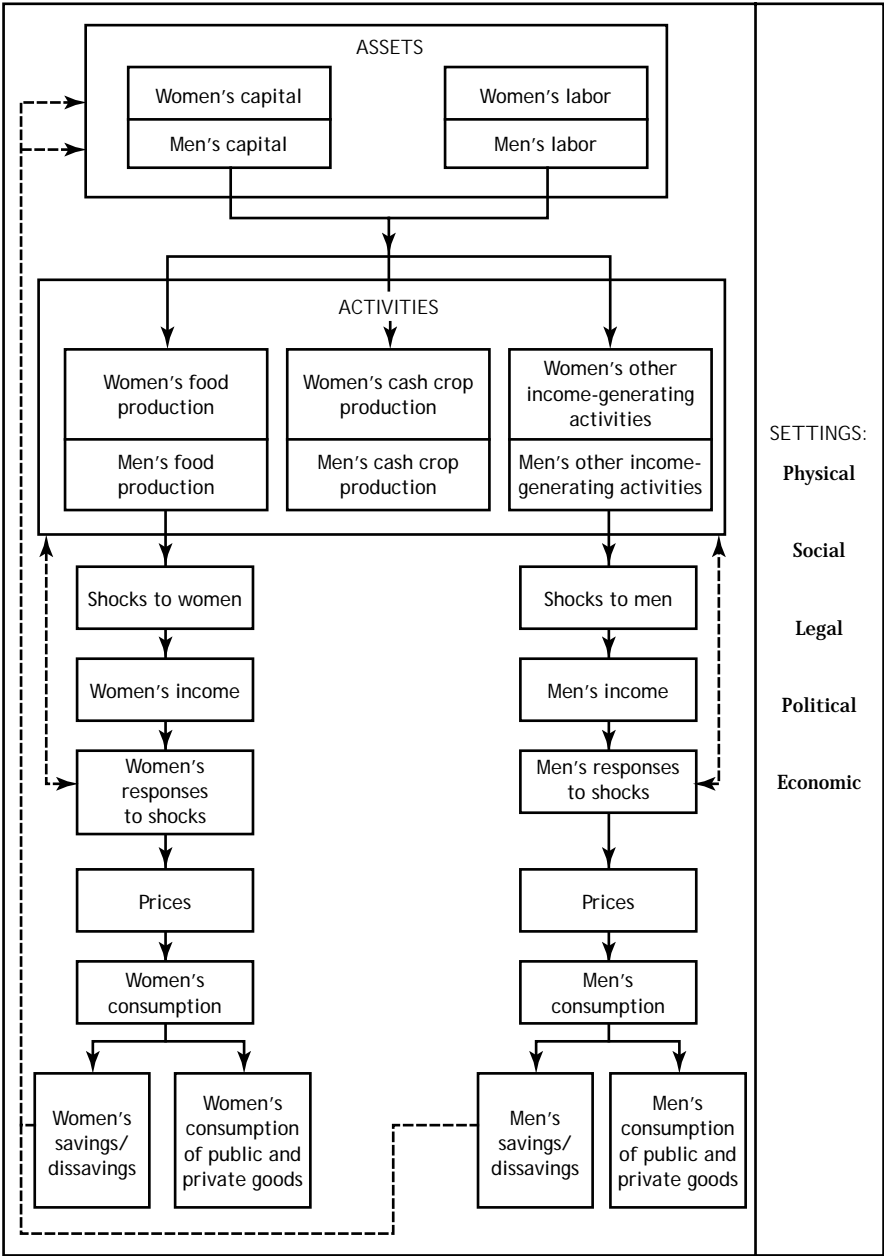 ASSETS
Women's capital
Men's capital
Women's labor
Men's labor
ACTIVITIES
Women's food
production
Men's food
production
Women's cash crop
production
Men's cash crop
production
Women's other
income-generating
activities
Men's other income-
generating activities
Shocks to women
Women's income
Women's
responses
to shocks
Prices
Women's
consumption
Women's
savings/
dissavings
Women's
consumption
of public and
private goods
Shocks to men
Men's income
Men's responses
to shocks
Prices
Men's
consumption
Men's
savings/
dissavings
Men's
consumption
of public and
private goods
SETTINGS:
Physical
Social
Legal
Political
Economic